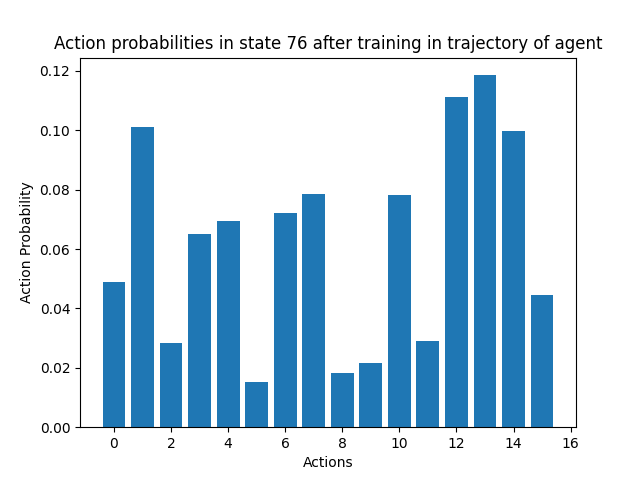 Action probabilities in state 76 after training in trajectory of agent
0.12
0.10
0.08
0.06
0.04
0.02
0.00
Action Probability
0 2 4 6 8 10 12 14 16
Actions